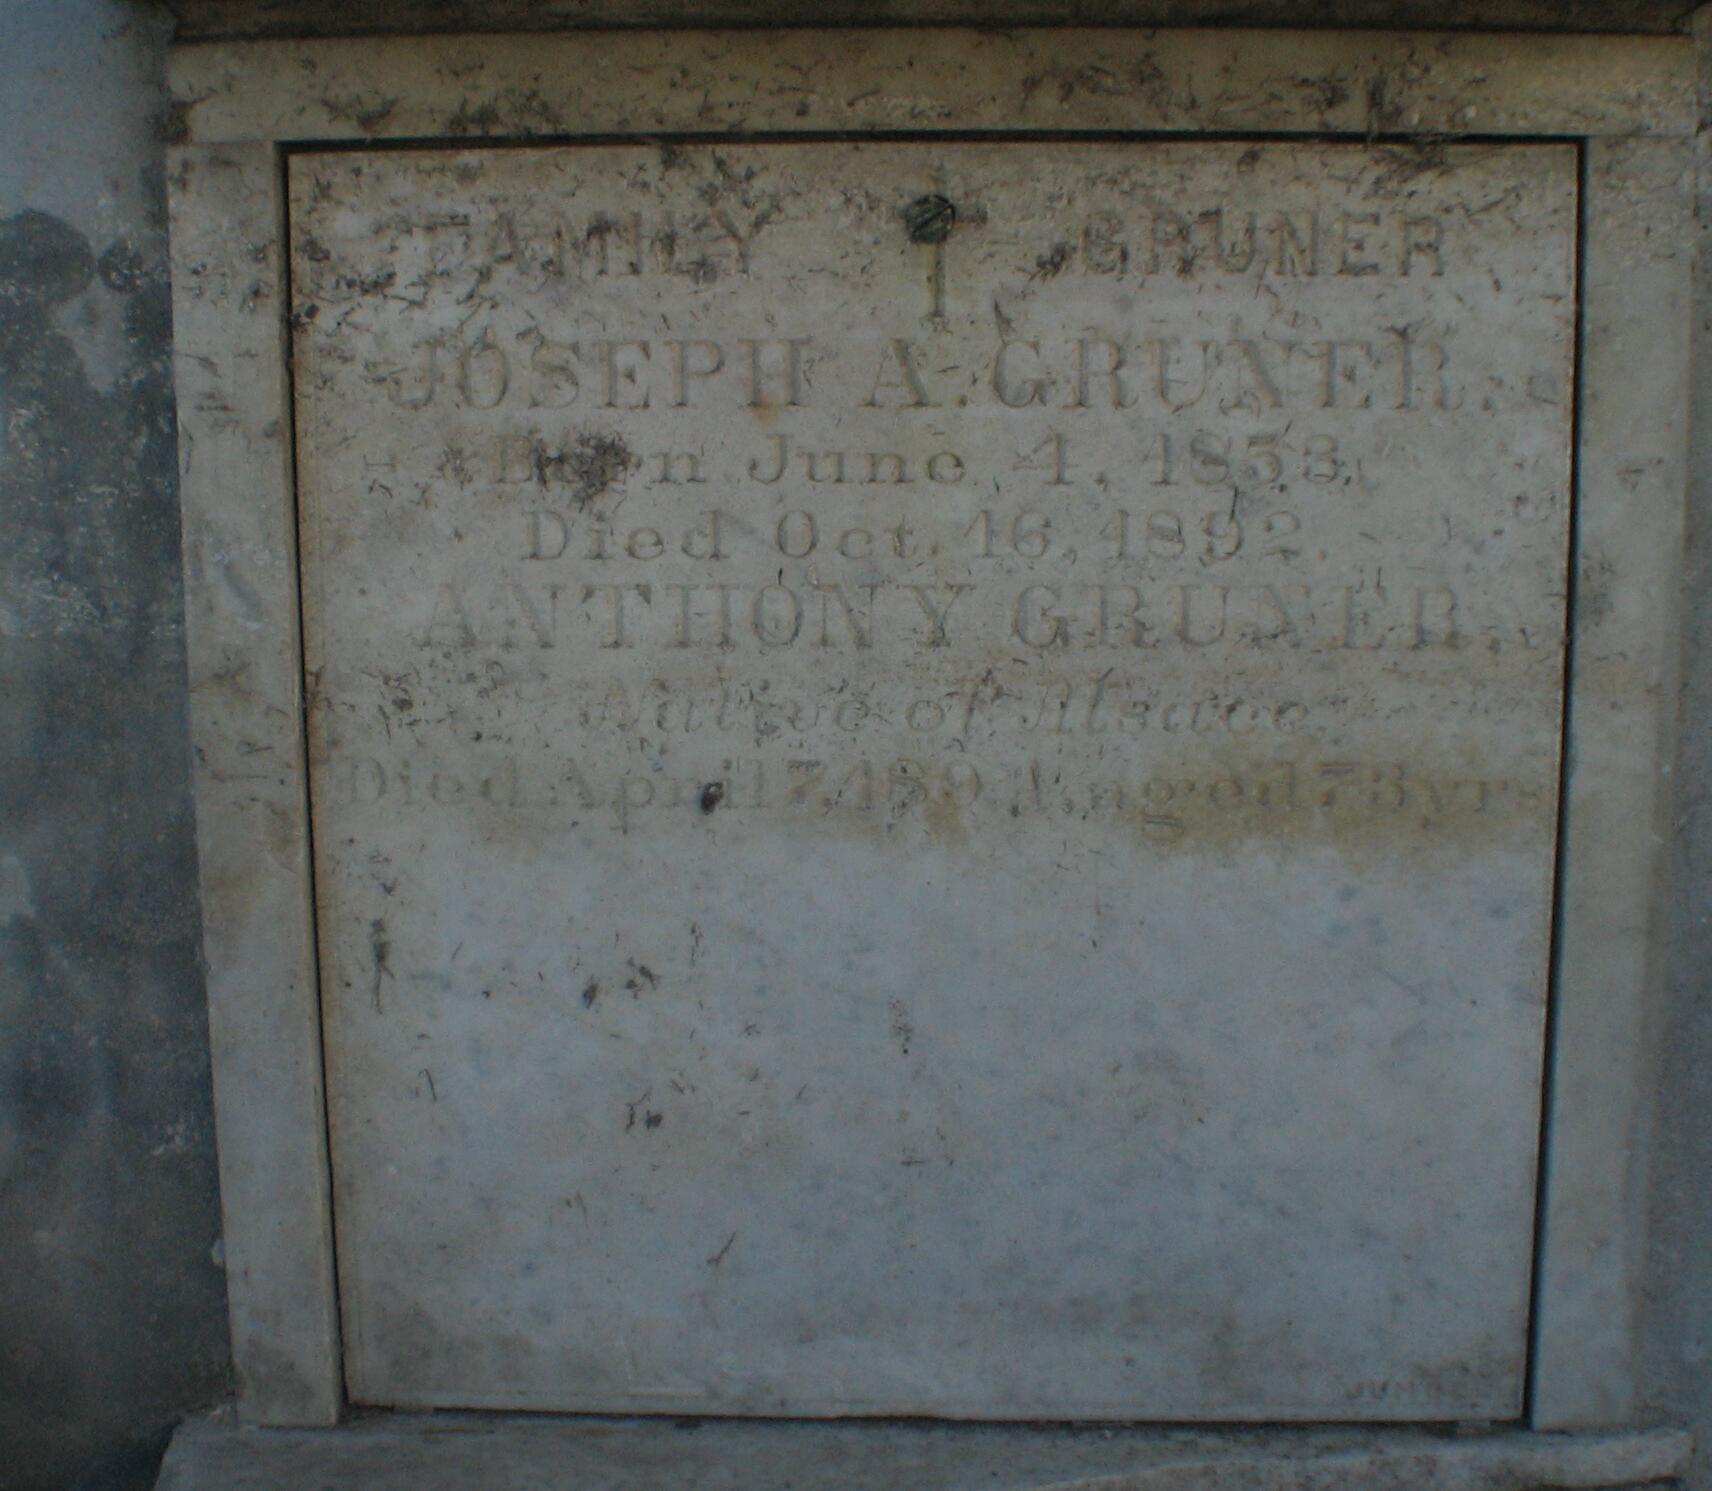 FAMILY GRUNER
JOSEPH A. GRUNER.
Born June 4, 1853.
Died Oct. 16, 1892.
ANTHONY GRUNER.
Native of Alsace
Died April 7, 1894, aged 73 yrs